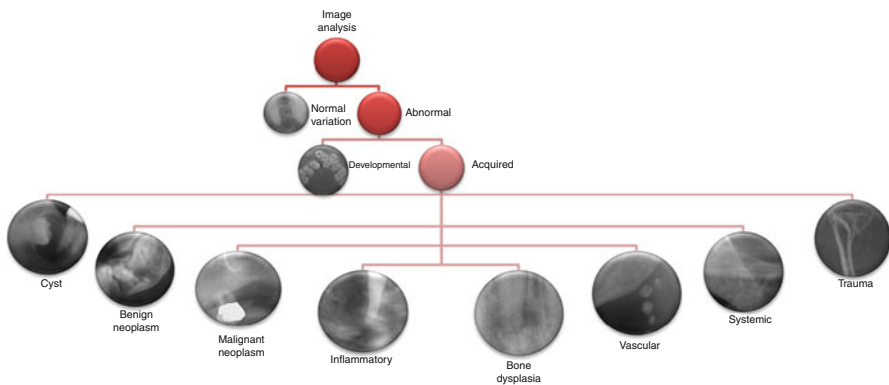 Image
analysis
Normal
variation
Abnormal
Developmental
Acquired
Cyst
Benign
neoplasm
Malignant
neoplasm
Inflammatory
Bone
dysplasia
Vascular
Systemic
Trauma